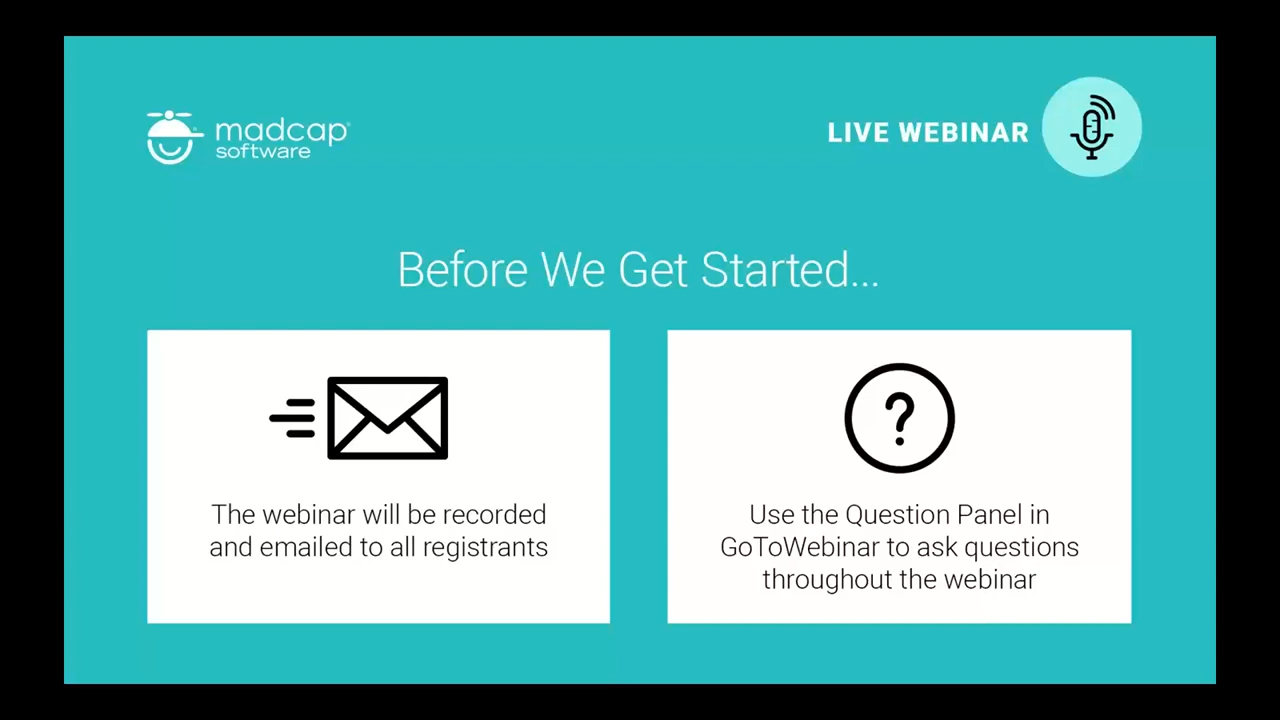 madcap
software
LIVE WEBINAR
Before We Get Started...
The webinar will be recorded
and emailed to all registrants
?
Use the Question Panel in
GoToWebinar to ask questions
throughout the webinar